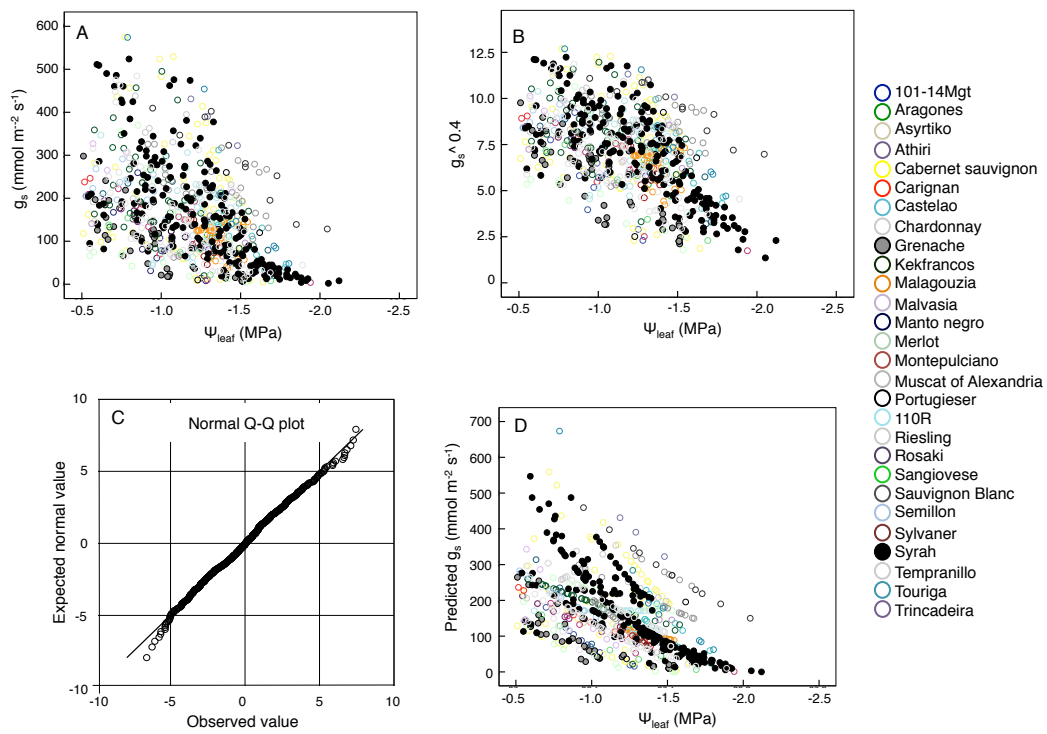 A
600
500
400
300
200
100
0
gs (mmol m⁻² s⁻¹)
-0.5 -1.0 -1.5 -2.0 -2.5
Ψleaf (MPa)
B
12.5
10.0
7.5
5.0
2.5
0
gs^ 0.4
-0.5 -1.0 -1.5 -2.0 -2.5
Ψleaf (MPa)
101-14Mgt
Aragones
Asyrtiko
Athiri
Cabernet sauvignon
Carignan
Castelao
Chardonnay
Grenache
Kekfrancos
Malagouzia
Malvasia
Manto negro
Merlot
Montepulciano
Muscat of Alexandria
Portugieser
110R
Riesling
Rosaki
Sangiovese
Sauvignon Blanc
Semillon
Sylvaner
Syrah
Tempranillo
Touriga
Trincadeira
C
Normal Q-Q plot
10
5
0
-5
-10
Expected normal value
-10 -5 0 5 10
Observed value
D
700
600
500
400
300
200
100
0
Predicted gs (mmol m⁻² s⁻¹)
-0.5 -1.0 -1.5 -2.0 -2.5
Ψleaf (MPa)